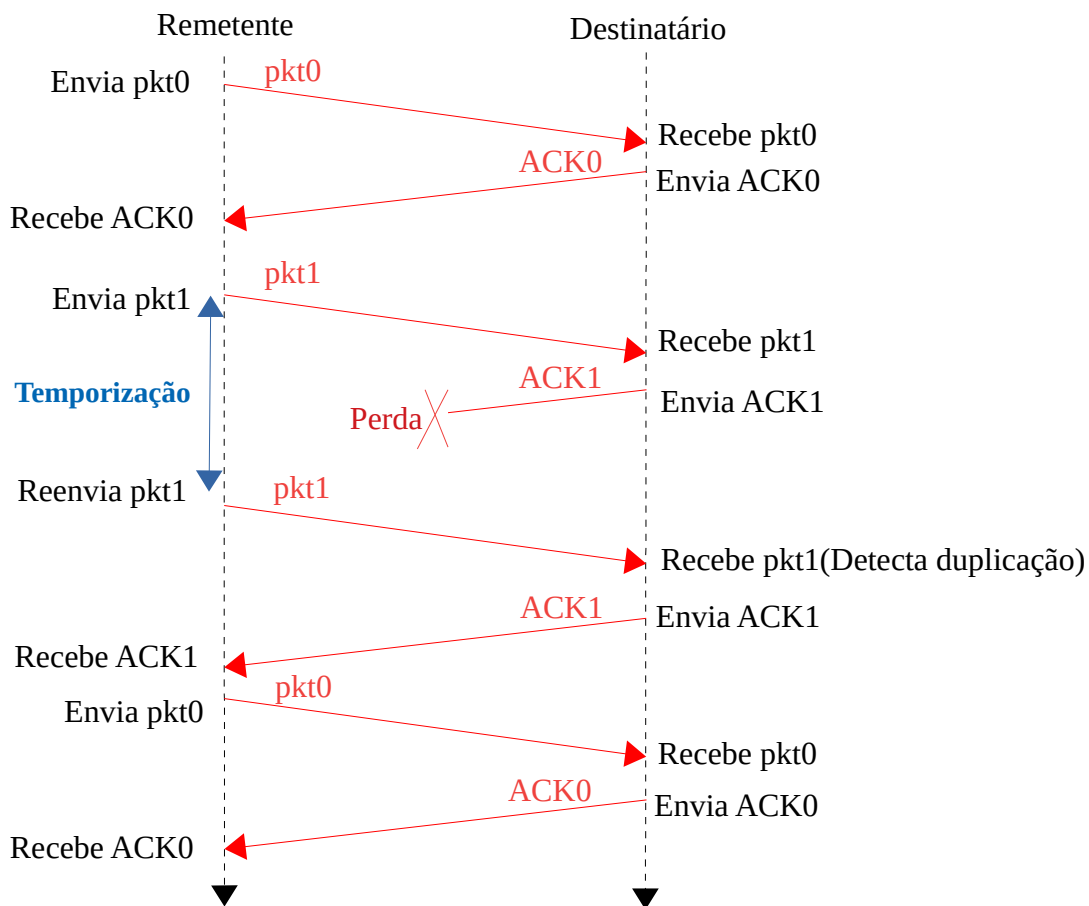 Remetente
Destinatário
Envia pkt0
pkt0
Recebe pkt0
ACK0
Envia ACK0
Recebe ACK0
pkt1
Envia pkt1
Recebe pkt1
ACK1
Temporização
Envia ACK1
Perda
Reenvia pkt1
pkt1
Recebe pkt1(Detecta duplicação)
ACK1
Envia ACK1
Recebe ACK1
pkt0
Envia pkt0
Recebe pkt0
ACK0
Envia ACK0
Recebe ACK0